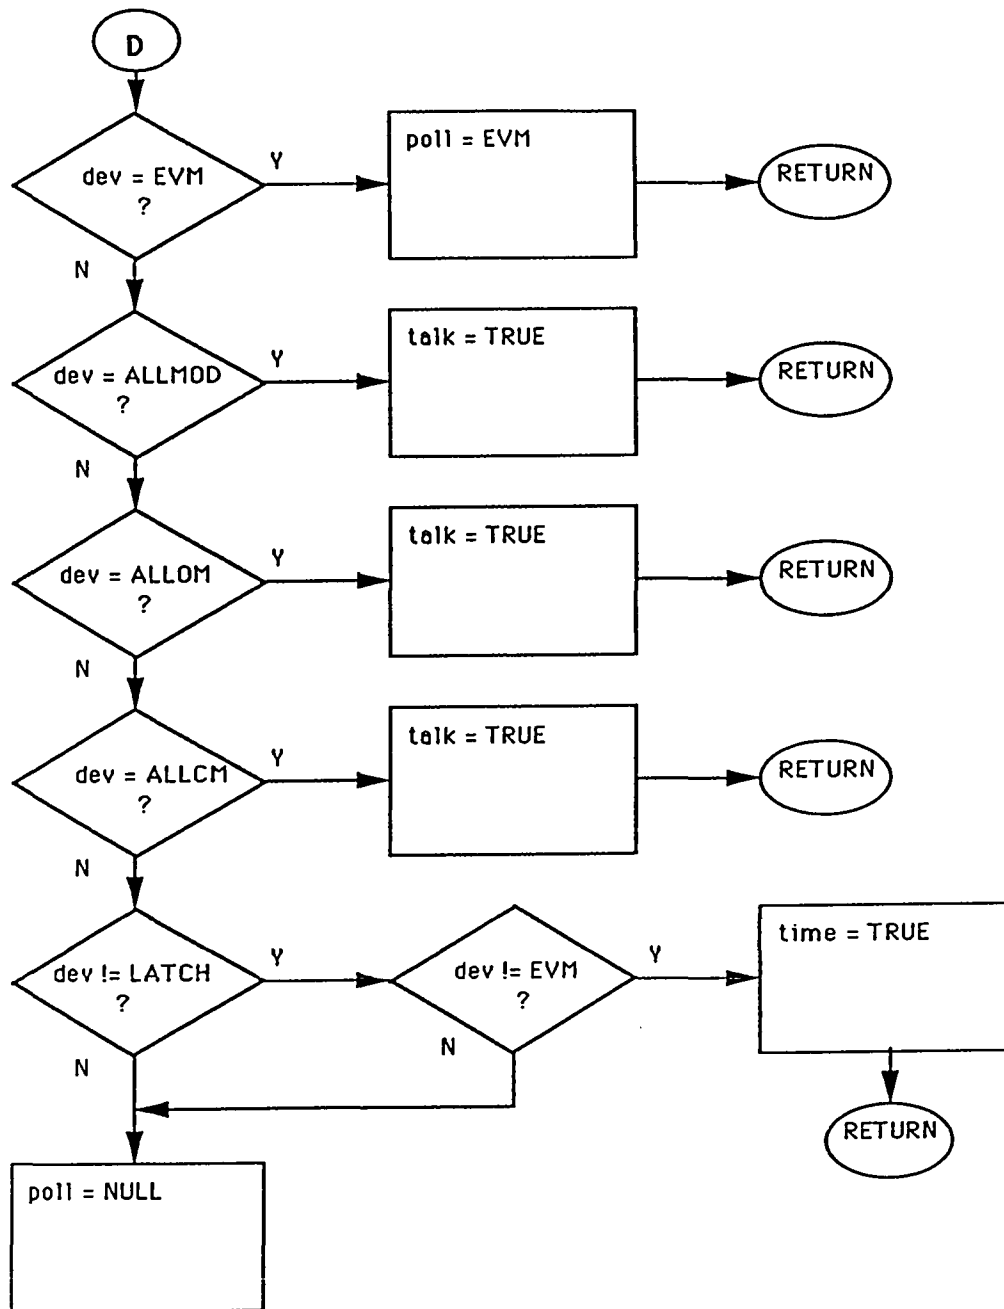 D
dev = EVM
?
Y
N
poll = EVM
RETURN
dev = ALLMOD
?
Y
N
talk = TRUE
RETURN
dev = ALLOM
?
Y
N
talk = TRUE
RETURN
dev = ALLCM
?
Y
N
talk = TRUE
RETURN
dev != LATCH
?
Y
N
dev != EVM
?
Y
N
time = TRUE
RETURN
poll = NULL